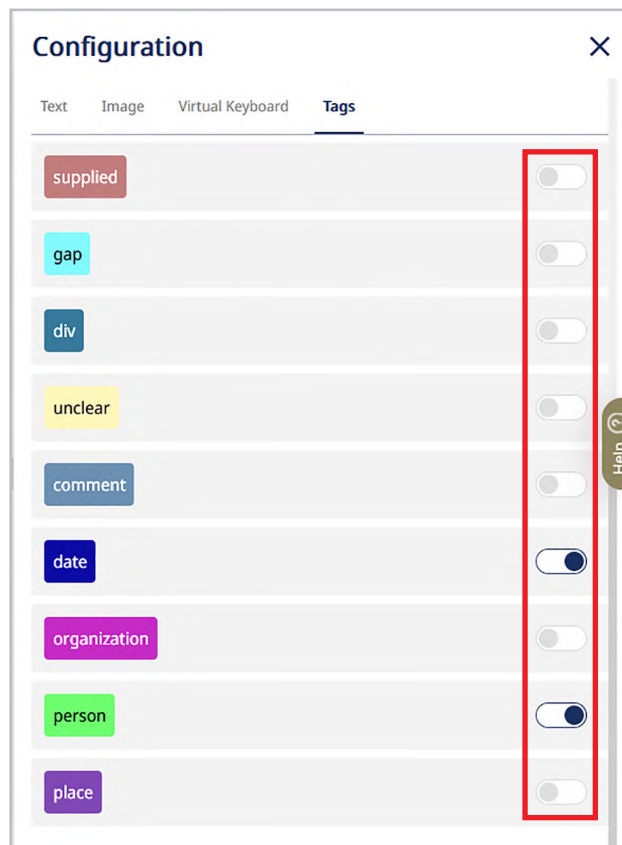 Configuration
Text Image Virtual Keyboard Tags
supplied
gap
div
unclear
Help
comment
date
organization
person
place